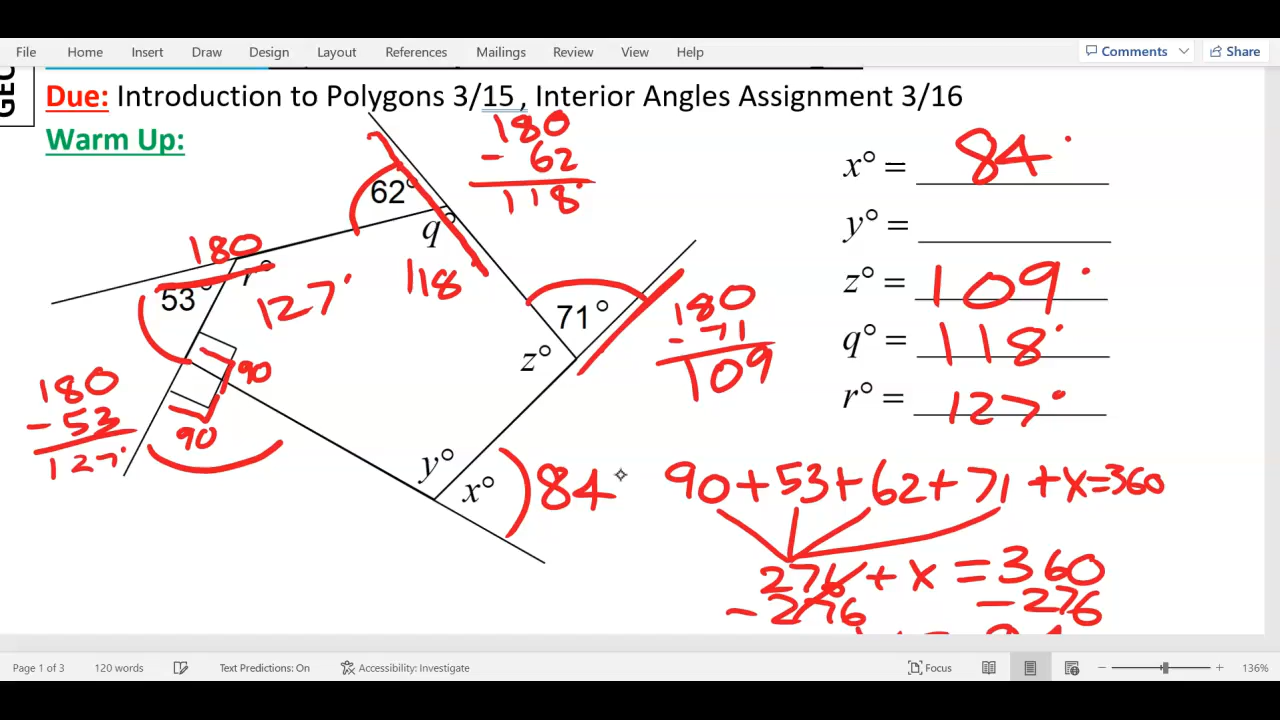 File Home Insert Draw Design Layout References Mailings Review View Help Comments Share
Due: Introduction to Polygons 3/15 , Interior Angles Assignment 3/16
Warm Up:
180
- 62
118°
62°
q°
118
180
53°
r°
127°
71°
z°
180
- 71
109
90
90
180
- 53
127°
y°
x°
84
x° = 84°
y° =
z° = 109°
q° = 118°
r° = 127°
90 + 53 + 62 + 71 + x = 360
276 + x = 360
- 276 - 276
Page 1 of 3 120 words Text Predictions: On Accessibility: Investigate Focus 136%